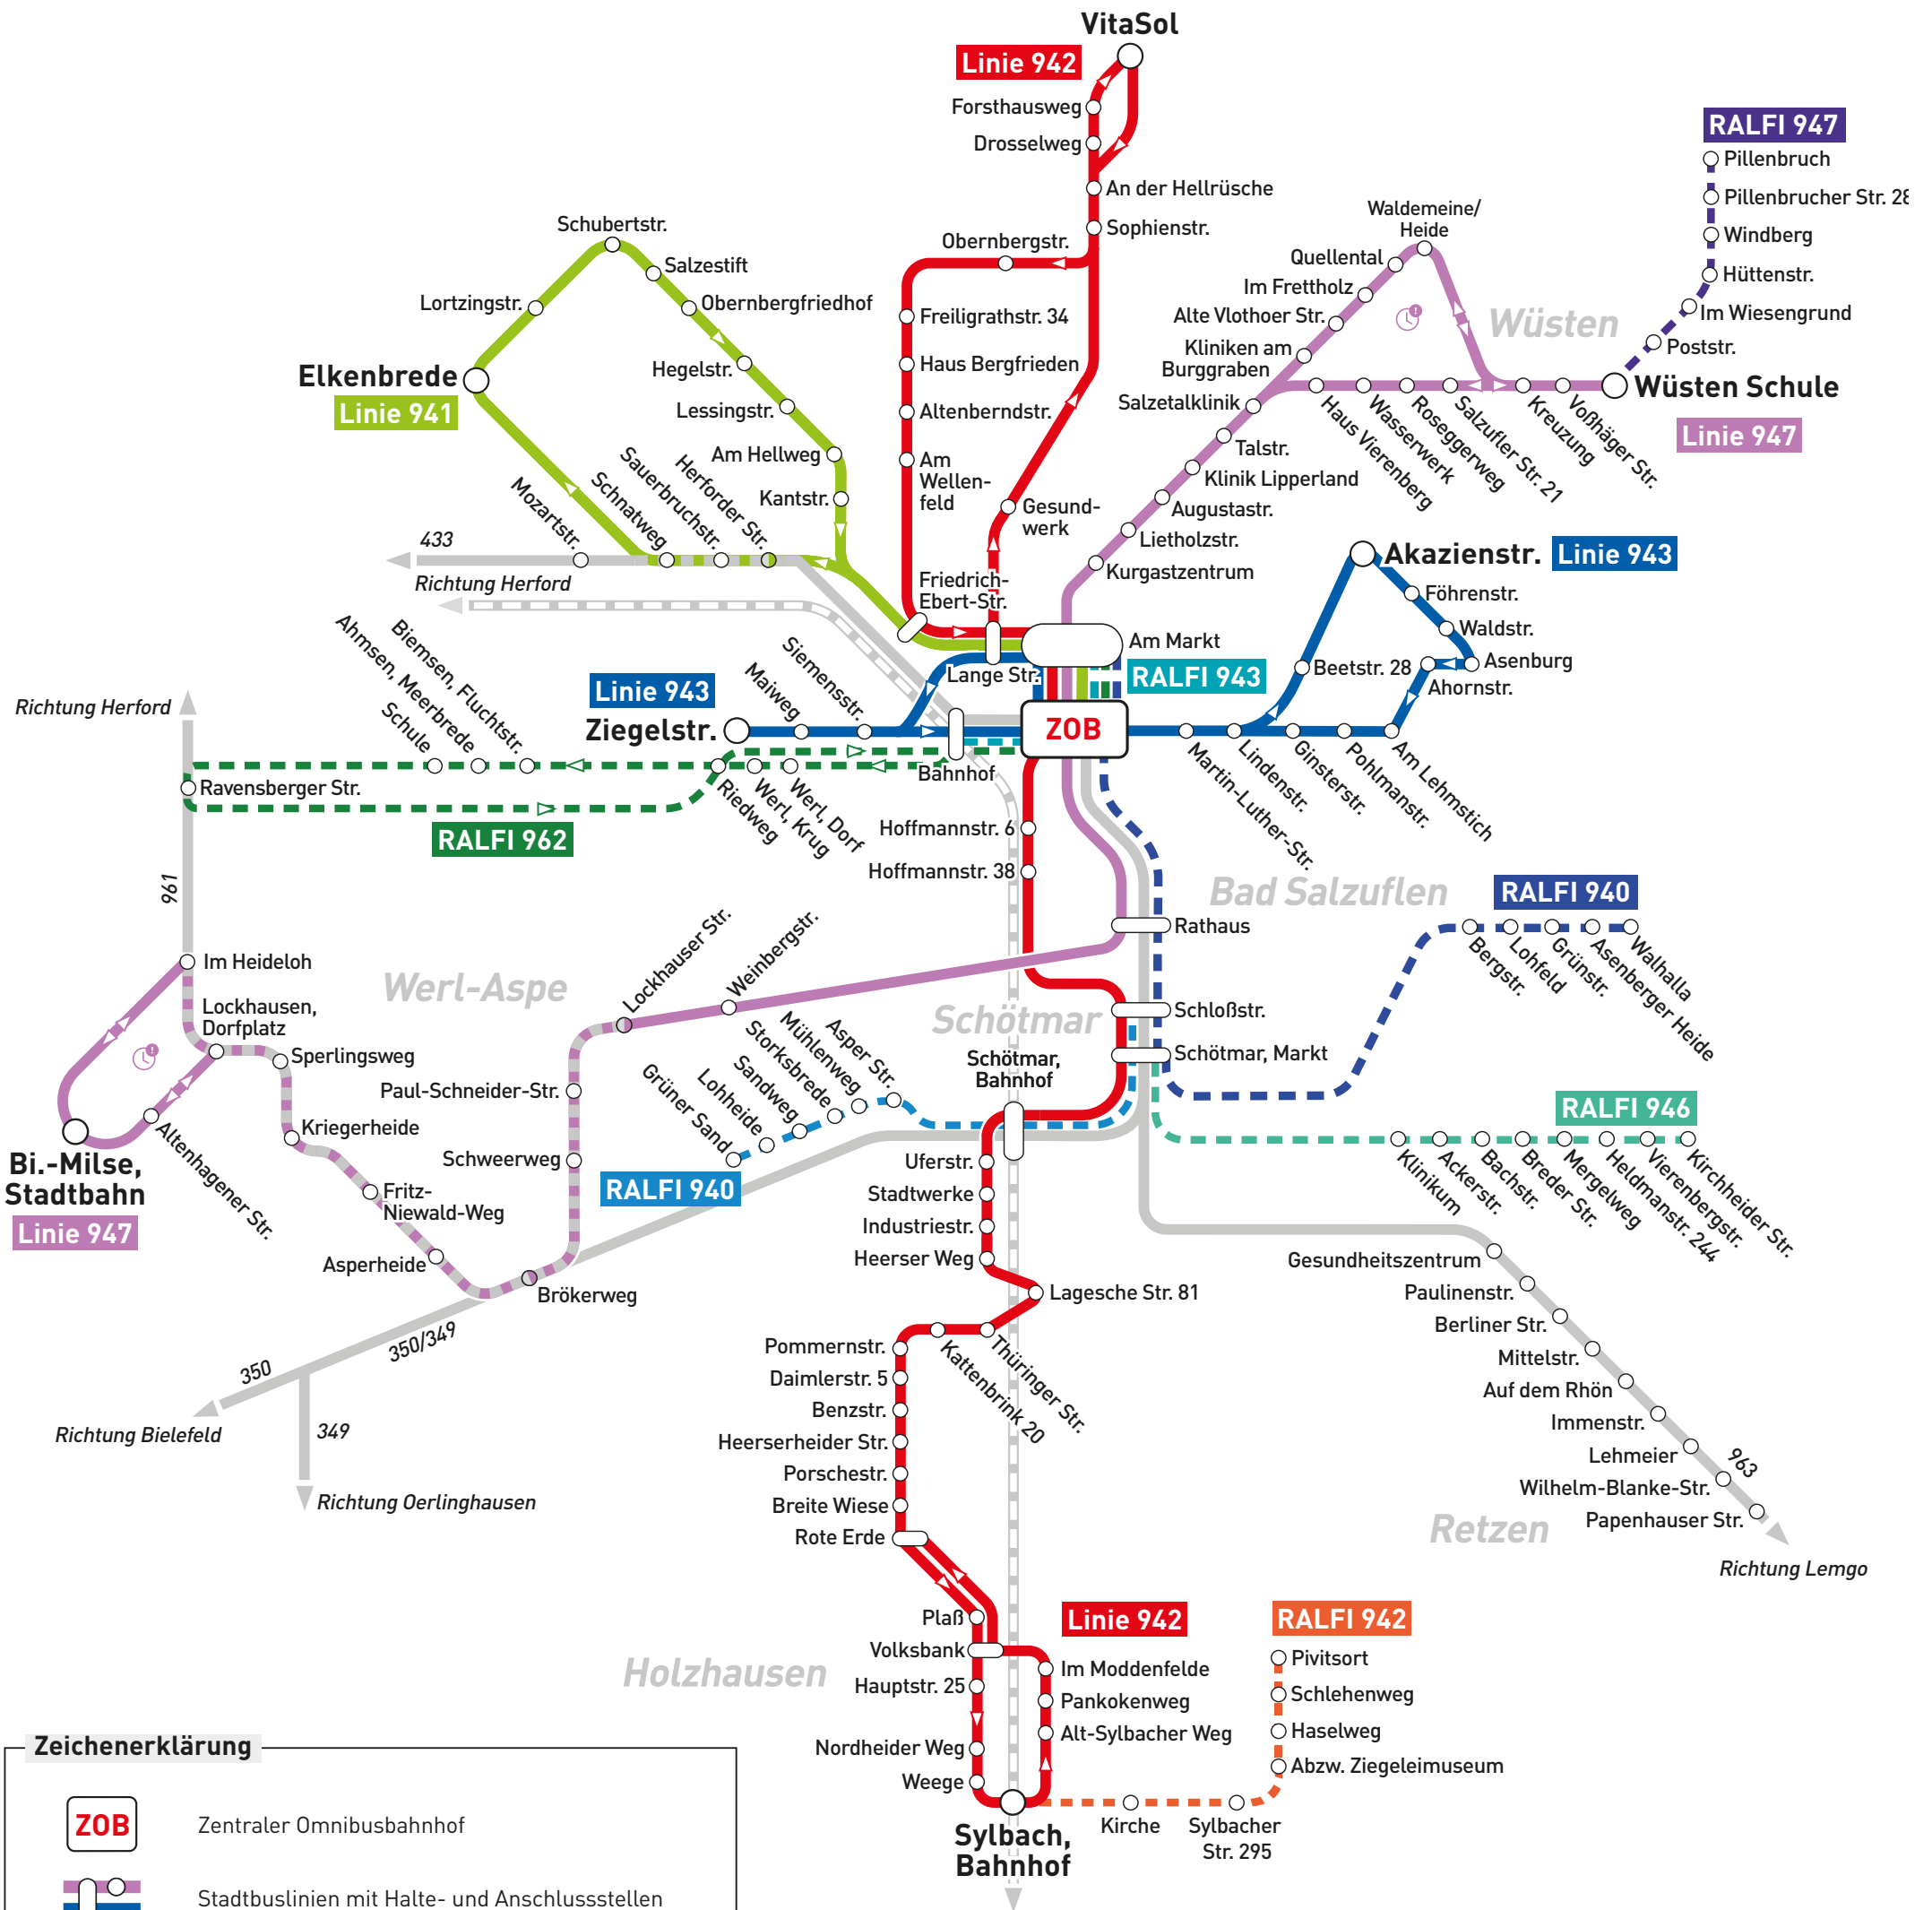 VitaSol
Linie 942
Forsthausweg
Drosselweg
An der Hellrüsche
Sophienstr.
Obernbergstr.
Freiligrathstr. 34
Haus Bergfrieden
Altenberndstr.
Am
Wellen-
feld
Gesund-
werk
Friedrich-
Ebert-Str.
Lange Str.
Schubertstr.
Salzestift
Lortzingstr.
Obernbergfriedhof
Hegelstr.
Elkenbrede
Linie 941
Lessingstr.
Am Hellweg
Kantstr.
Herforder Str.
Sauerbruchstr.
Schnatweg
Mozartstr.
433
Richtung Herford
RALFI 947
Pillenbruch
Pillenbrucher Str. 28
Windberg
Hüttenstr.
Im Wiesengrund
Poststr.
Waldemeine/
Heide
Quellental
Im Frettholz
Alte Vlothoer Str.
Kliniken am
Burggraben
Salzetalklinik
Wüsten
Wüsten Schule
Linie 947
Haus Vierenberg
Wasserwerk
Roseggerweg
Salzufler Str. 21
Kreuzung
Voßhäger Str.
Talstr.
Klinik Lipperland
Augustastr.
Lietholzstr.
Kurgastzentrum
Akazienstr.
Linie 943
Föhrenstr.
Waldstr.
Asenburg
Ahornstr.
Beetstr. 28
Am Markt
RALFI 943
ZOB
Martin-Luther-Str.
Lindenstr.
Ginsterstr.
Pohlmanstr.
Am Lehmstich
Linie 943
Ziegelstr.
Maiweg
Siemensstr.
Bahnhof
Biemsen, Fluchtstr.
Ahmsen, Meerbrede
Schule
Richtung Herford
Ravensberger Str.
RALFI 962
Riedweg
Werl, Krug
Werl, Dorf
961
Hoffmannstr. 6
Hoffmannstr. 38
Bad Salzuflen
Rathaus
RALFI 940
Bergstr.
Lohfeld
Grünstr.
Asenberger Heide
Walhalla
Im Heideloh
Werl-Aspe
Lockhauser Str.
Weinbergstr.
Lockhausen,
Dorfplatz
Sperlingsweg
Paul-Schneider-Str.
Kriegerheide
Schweerweg
Bi.-Milse,
Stadtbahn
Linie 947
Altenhagener Str.
Fritz-
Niewald-Weg
Asperheide
Brökerweg
Schötmar
Schloßstr.
Schötmar, Markt
Schötmar,
Bahnhof
Asper Str.
Mühlenweg
Storksbrede
Sandweg
Lohheide
Grüner Sand
RALFI 940
RALFI 946
Klinikum
Ackerstr.
Bachstr.
Breder Str.
Mergelweg
Heldmanstr. 244
Vierenbergstr.
Kirchheider Str.
Uferstr.
Stadtwerke
Industriestr.
Heerser Weg
Lagesche Str. 81
Thüringer Str.
Kattenbrink 20
Pommernstr.
Daimlerstr. 5
Benzstr.
Heerserheider Str.
Porschestr.
Breite Wiese
Rote Erde
350/349
350
Richtung Bielefeld
349
Richtung Oerlinghausen
Gesundheitszentrum
Paulinenstr.
Berliner Str.
Mittelstr.
Auf dem Rhön
Immenstr.
Lehmeier
963
Wilhelm-Blanke-Str.
Papenhauser Str.
Retzen
Richtung Lemgo
Plaß
Volksbank
Hauptstr. 25
Holzhausen
Nordheider Weg
Weege
Linie 942
Im Moddenfelde
Pankokenweg
Alt-Sylbacher Weg
Sylbach,
Bahnhof
RALFI 942
Pivitsort
Schlehenweg
Haselweg
Abzw. Ziegeleimuseum
Kirche
Sylbacher
Str. 295
Zeichenerklärung
ZOB
Zentraler Omnibusbahnhof
Stadtbuslinien mit Halte- und Anschlussstellen